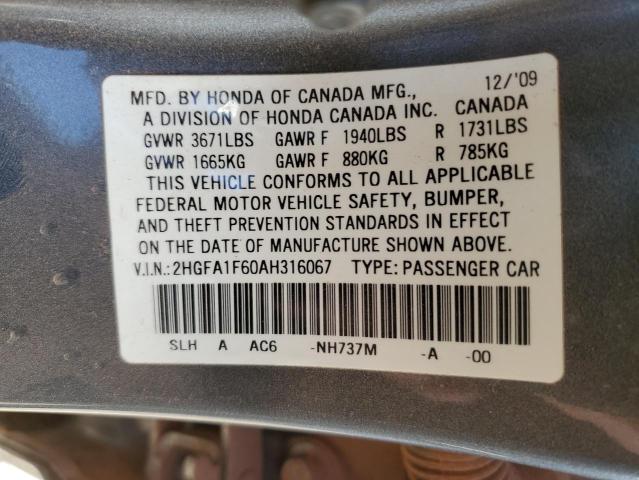 MFD. BY HONDA OF CANADA MFG., 12/'09
A DIVISION OF HONDA CANADA INC. CANADA
GVWR 3671LBS GAWR F 1940LBS R 1731LBS
GVWR 1665KG GAWR F 880KG R 785KG
THIS VEHICLE CONFORMS TO ALL APPLICABLE
FEDERAL MOTOR VEHICLE SAFETY, BUMPER,
AND THEFT PREVENTION STANDARDS IN EFFECT
ON THE DATE OF MANUFACTURE SHOWN ABOVE.
V.I.N.: 2HGFA1F60AH316067 TYPE: PASSENGER CAR
SLH A AC6 -NH737M -A -00